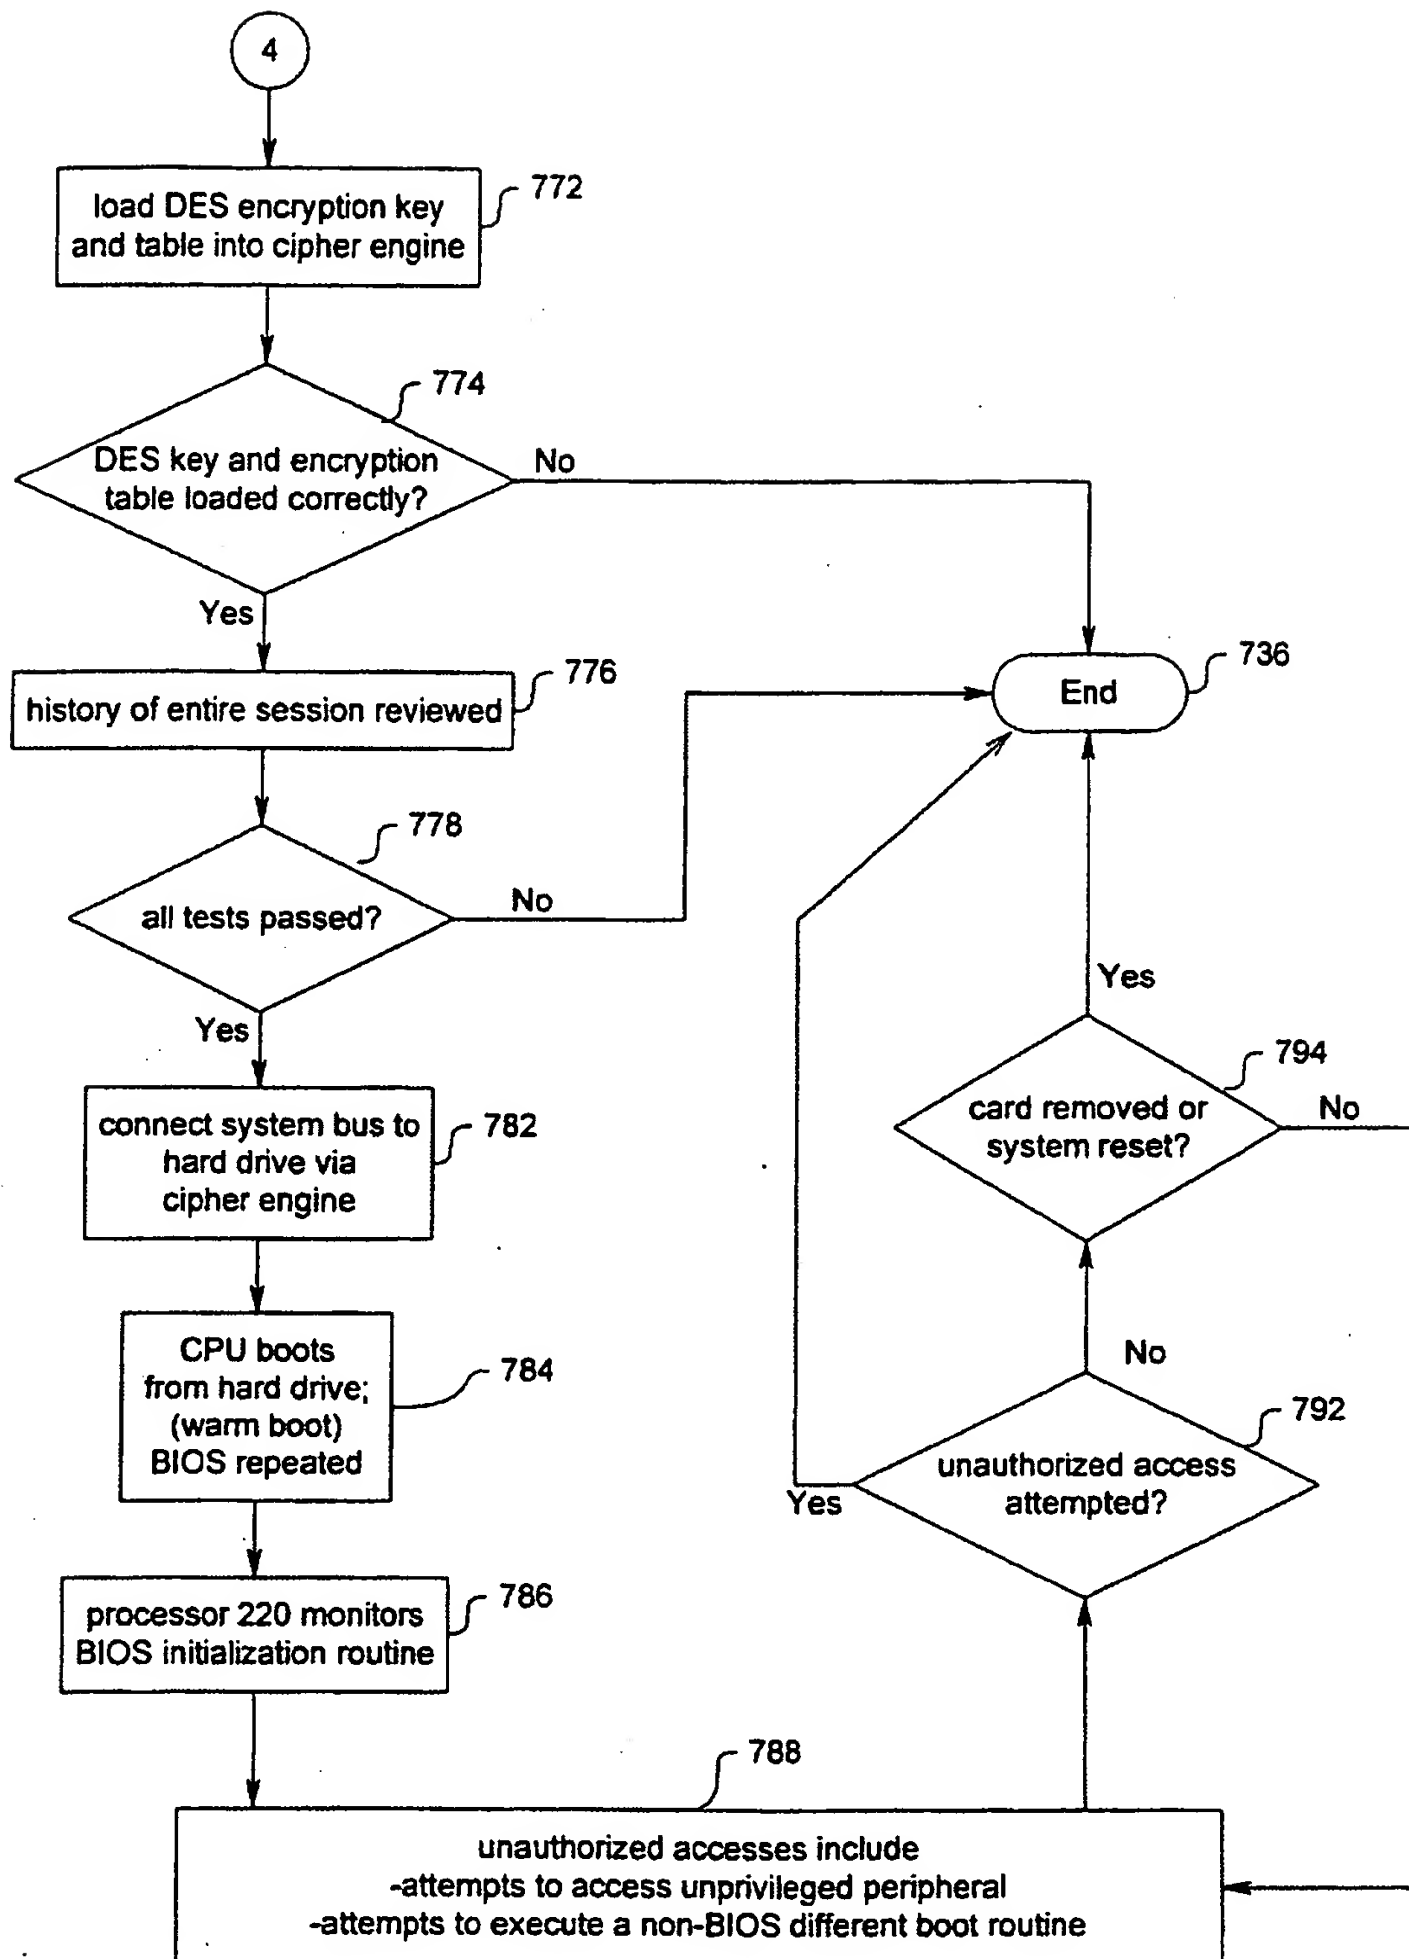 4
load DES encryption key
and table into cipher engine
772
774
DES key and encryption
table loaded correctly?
No
Yes
history of entire session reviewed
776
736
End
778
all tests passed?
No
Yes
connect system bus to
hard drive via
cipher engine
782
Yes
794
card removed or
system reset?
No
CPU boots
from hard drive;
(warm boot)
BIOS repeated
784
No
792
unauthorized access
attempted?
Yes
processor 220 monitors
BIOS initialization routine
786
788
unauthorized accesses include
-attempts to access unprivileged peripheral
-attempts to execute a non-BIOS different boot routine